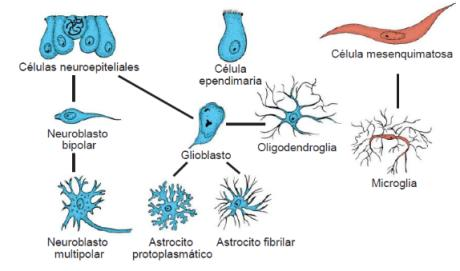 Células neuroepiteliales
Célula
ependimaria
Célula mesenquimatosa
Neuroblasto
bipolar
Glioblasto
Oligodendroglia
Microglia
Neuroblasto
multipolar
Astrocito
protoplasmático
Astrocito fibrilar